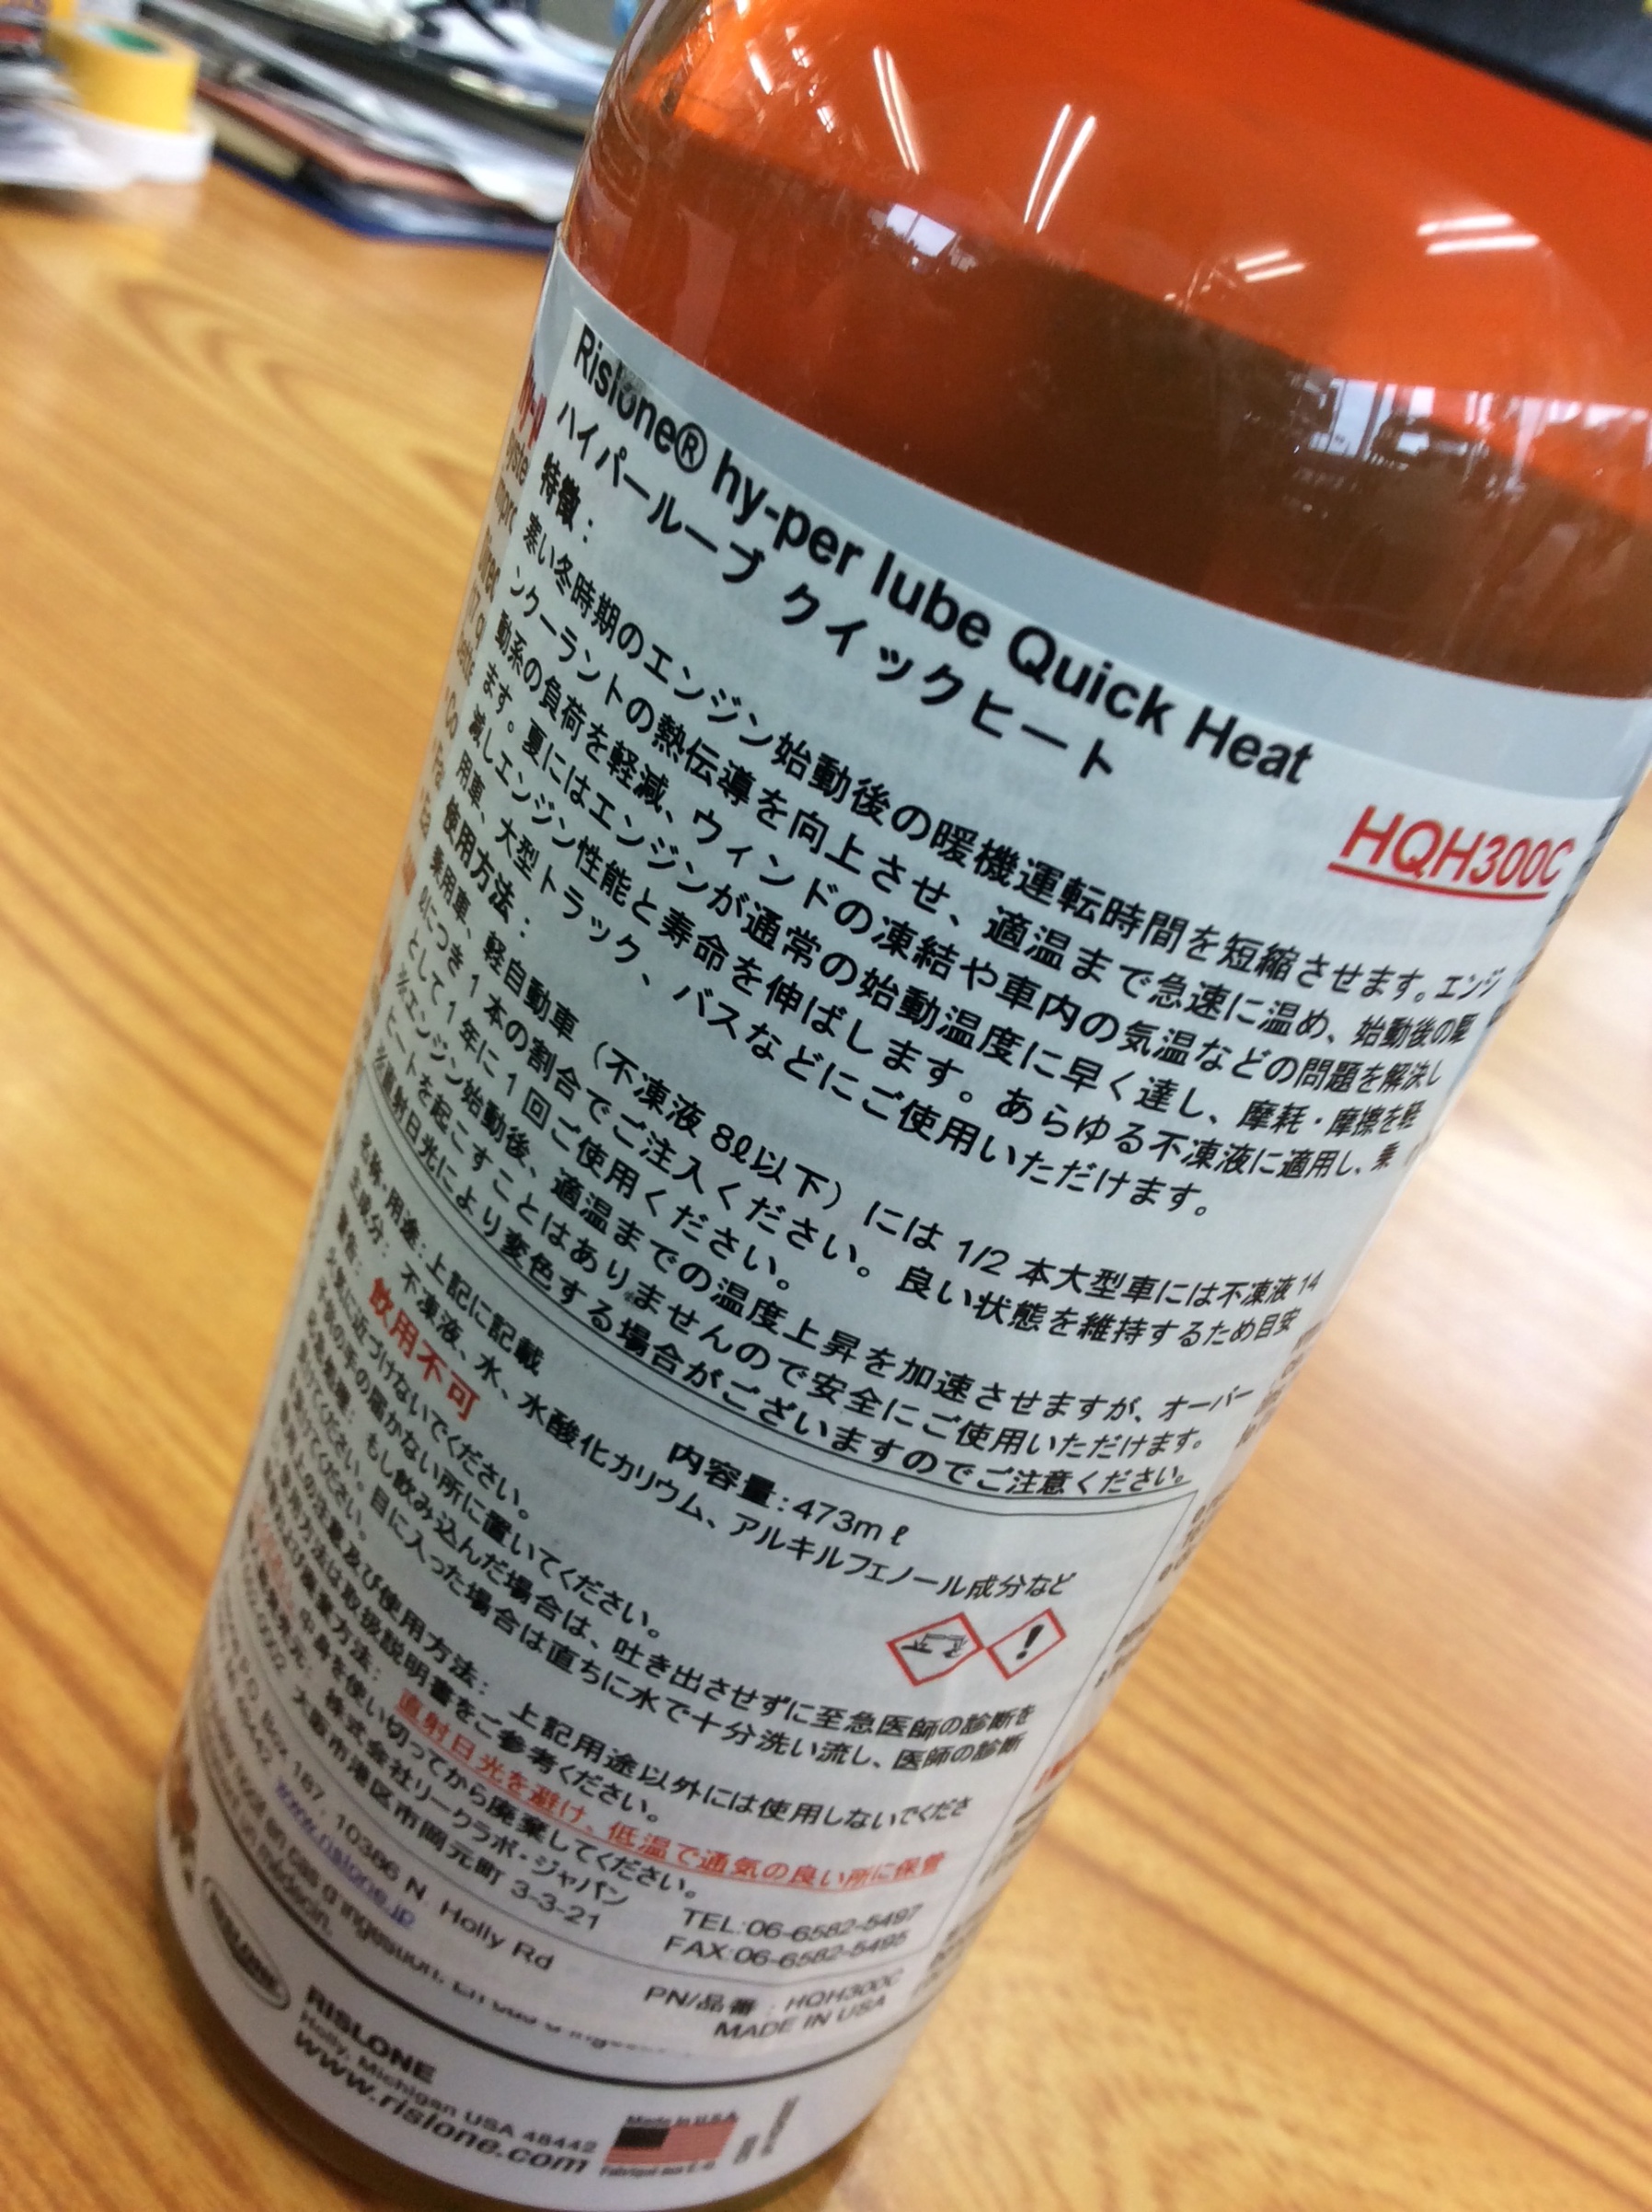 Rislone® hy-per lube Quick Heat
ハイパールーブ クイックヒート
HQH300C
特徴：
寒い冬時期のエンジン始動後の暖機運転時間を短縮させます。エンジ
ンクーラントの熱伝導を向上させ、適温まで急速に温め、始動後の駆
動系の負荷を軽減、ウィンドの凍結や車内の気温などの問題を解決し
ます。夏にはエンジンが通常の始動温度に早く達し、摩耗・摩擦を軽
減しエンジン性能と寿命を伸ばします。あらゆる不凍液に適用し、乗
用車、大型トラック、バスなどにご使用いただけます。
使用方法：
乗用車、軽自動車（不凍液 8ℓ以下）には 1/2 本大型車には不凍液 14
ℓにつき 1 本の割合でご注入ください。良い状態を維持するため目安
として 1 年に 1 回ご使用ください。
※エンジン始動後、適温までの温度上昇を加速させますが、オーバー
ヒートを起こすことはありませんので安全にご使用いただけます。
※直射日光により変色する場合がございますのでご注意ください。
名称・用途：上記に記載 内容量：473mℓ
主成分： 不凍液、水、水酸化カリウム、アルキルフェノール成分など
警告： 飲用不可
火気に近づけないでください。
子供の手の届かない所に置いてください。
応急処置： もし飲み込んだ場合は、吐き出させずに至急医師の診断を
受けてください。目に入った場合は直ちに水で十分洗い流し、医師の診断
を受けてください。
使用上の注意及び使用方法： 上記用途以外には使用しないでくださ
い。使用方法は取扱説明書をご参考ください。
直射日光を避け、低温で通気の良い所に保管
中身を使い切ってから廃棄してください。
株式会社リークラボ・ジャパン TEL:06-6582-5497
大阪市港区市岡元町 3-3-21 FAX:06-6582-5495
P.O. Box 187, 10386 N. Holly Rd
www.rislone.jp
PN/品番：HQH300C
MADE IN USA
RISLONE
RISLONE
Holly, Michigan USA 48442
www.rislone.com
Made in U.S.A.